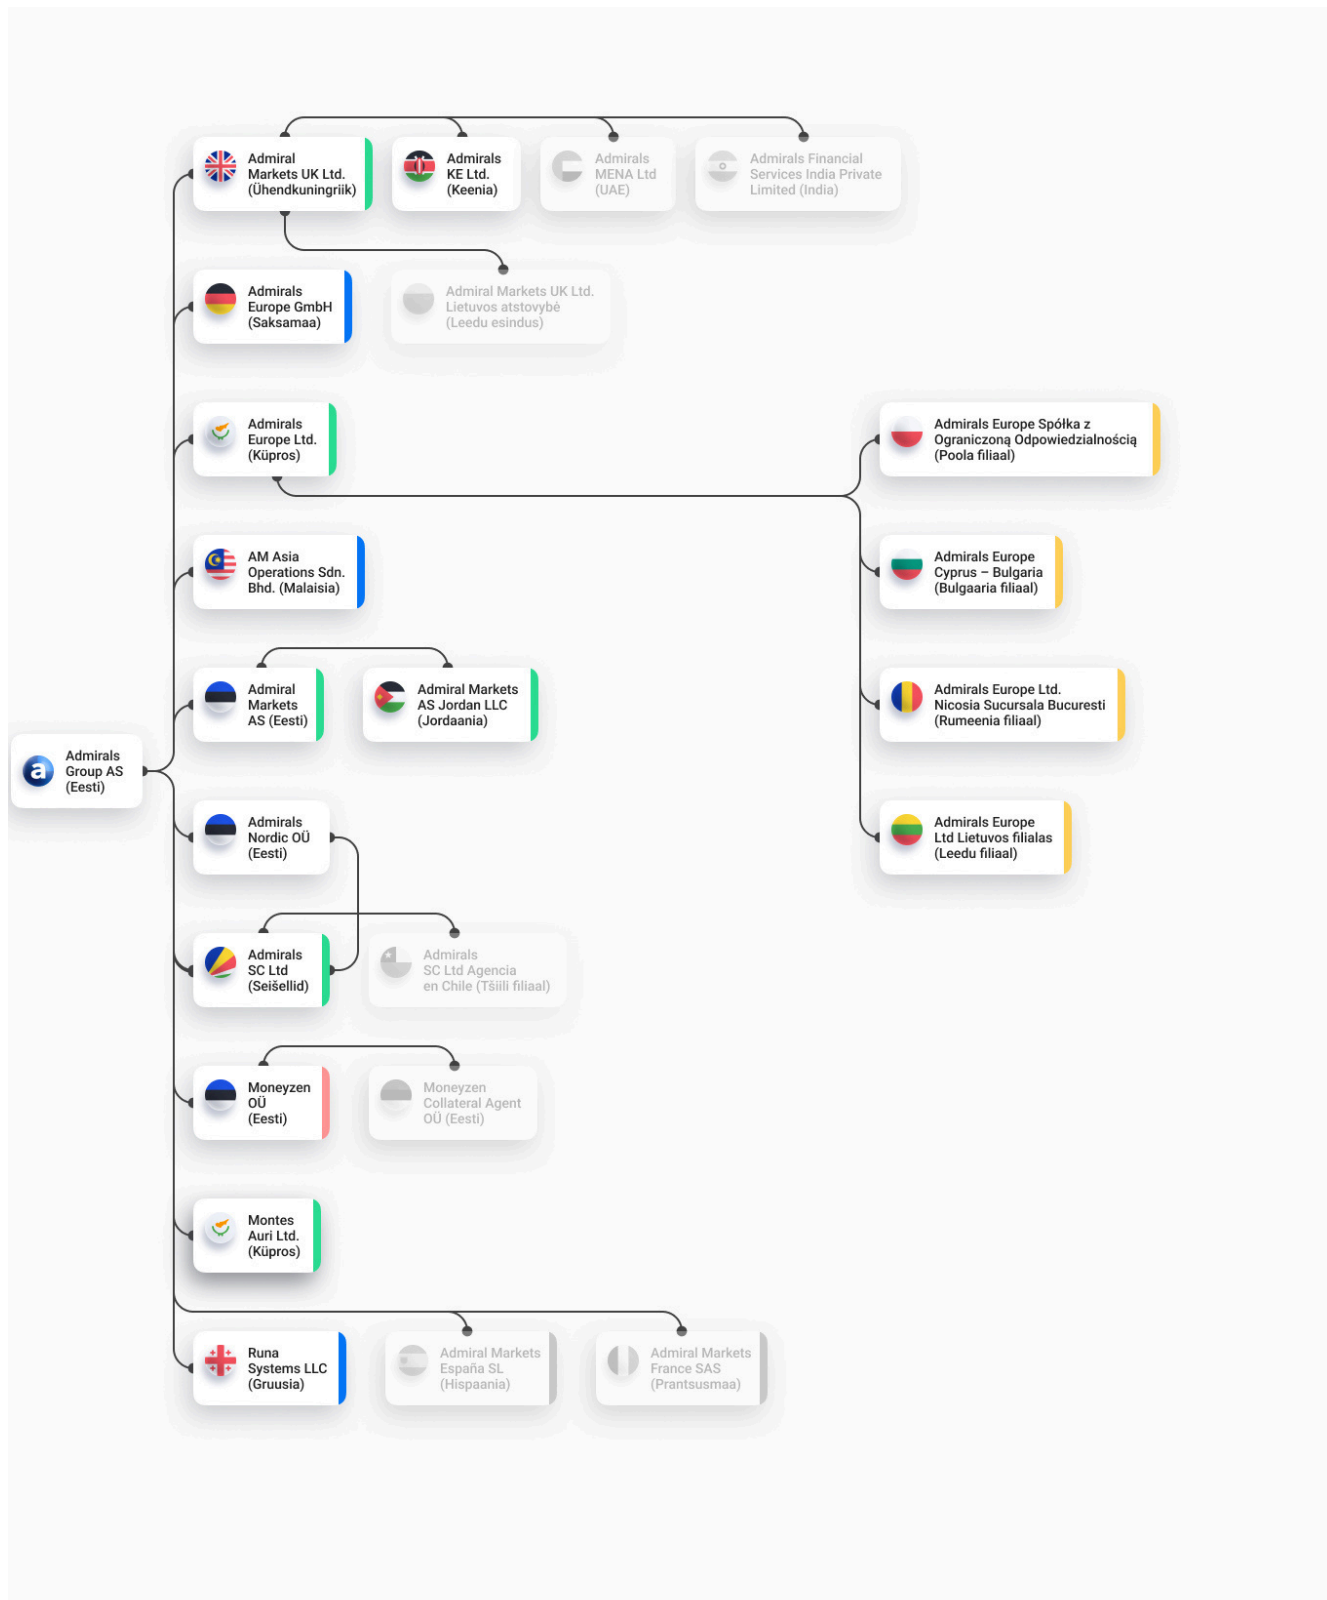 Admiral
Markets UK Ltd.
(Ühendkuningriik)
Admirals
KE Ltd.
(Keenia)
Admirals
MENA Ltd
(UAE)
Admirals Financial
Services India Private
Limited (India)
Admirals
Europe GmbH
(Saksamaa)
Admiral Markets UK Ltd.
Lietuvos atstovybė
(Leedu esindus)
Admirals
Europe Ltd.
(Küpros)
Admirals Europe Spółka z
Ograniczoną Odpowiedzialnością
(Poola filiaal)
AM Asia
Operations Sdn.
Bhd. (Malaisia)
Admirals Europe
Cyprus – Bulgaria
(Bulgaaria filiaal)
Admiral
Markets
AS (Eesti)
Admiral Markets
AS Jordan LLC
(Jordaania)
Admirals Europe Ltd.
Nicosia Sucursala Bucuresti
(Rumeenia filiaal)
a
Admirals
Group AS
(Eesti)
Admirals
Nordic OÜ
(Eesti)
Admirals Europe
Ltd Lietuvos filialas
(Leedu filiaal)
Admirals
SC Ltd
(Seišellid)
Admirals
SC Ltd Agencia
en Chile (Tšiili filiaal)
Moneyzen
OÜ
(Eesti)
Moneyzen
Collateral Agent
OÜ (Eesti)
Montes
Auri Ltd.
(Küpros)
Runa
Systems LLC
(Gruusia)
Admiral Markets
España SL
(Hispaania)
Admiral Markets
France SAS
(Prantsusmaa)